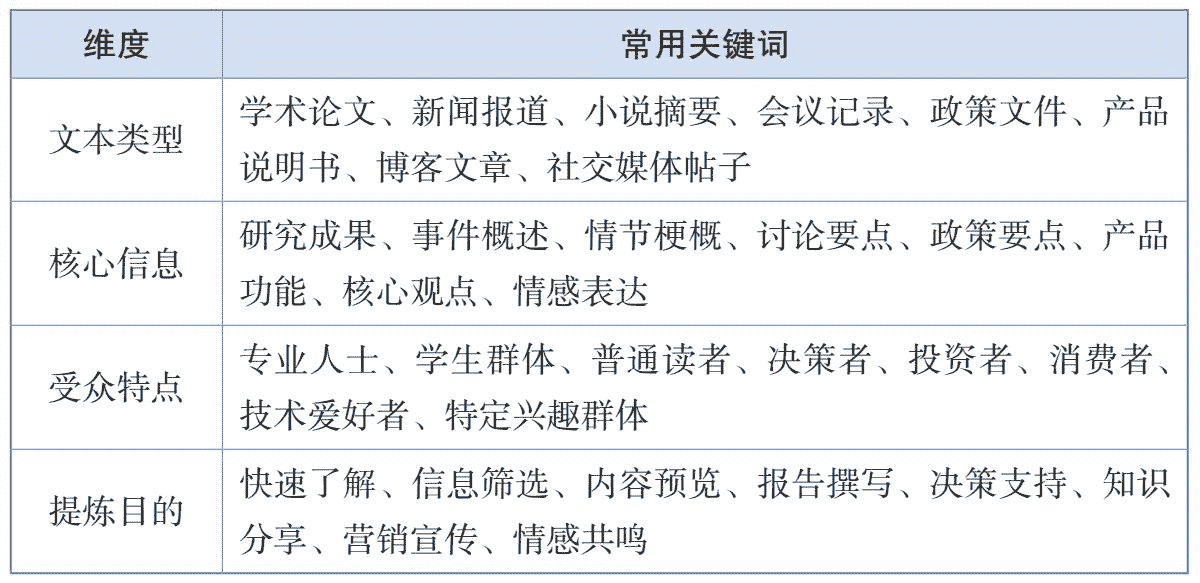 维度
常用关键词
文本类型
学术论文、新闻报道、小说摘要、会议记录、政策文件、产品
说明书、博客文章、社交媒体帖子
核心信息
研究成果、事件概述、情节梗概、讨论要点、政策要点、产品
功能、核心观点、情感表达
受众特点
专业人士、学生群体、普通读者、决策者、投资者、消费者、
技术爱好者、特定兴趣群体
提炼目的
快速了解、信息筛选、内容预览、报告撰写、决策支持、知识
分享、营销宣传、情感共鸣